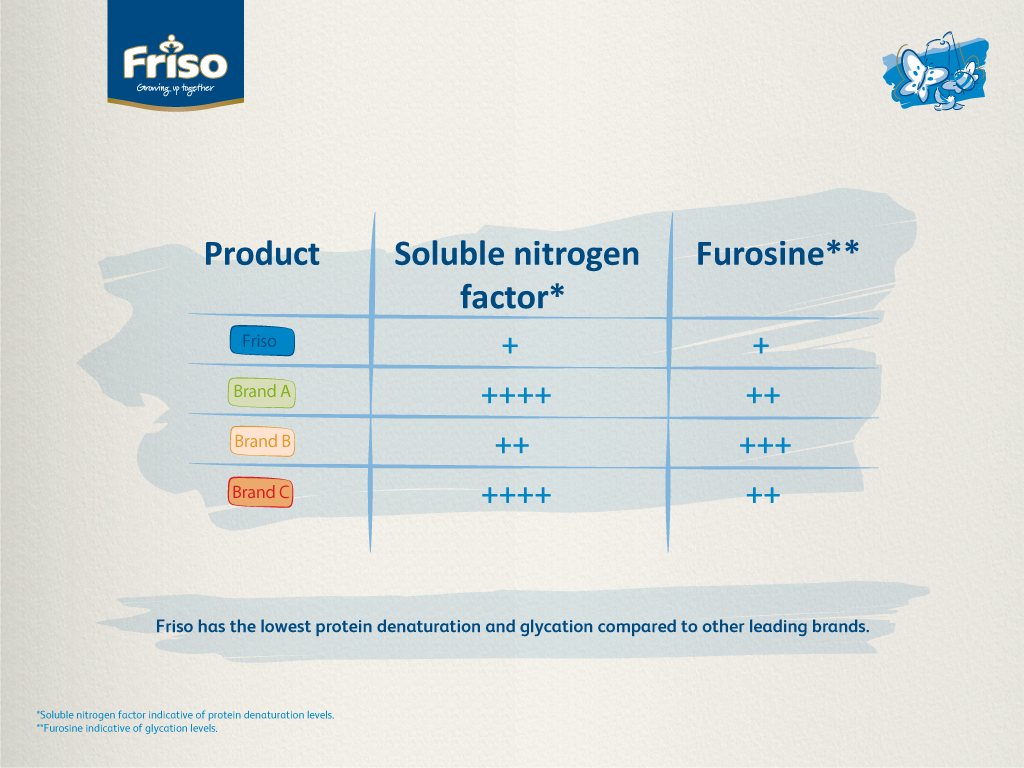 Friso
Growing up together
Product Soluble nitrogen Furosine**
factor*
Friso + +
Brand A ++++ ++
Brand B ++ +++
Brand C ++++ ++
Friso has the lowest protein denaturation and glycation compared to other leading brands.
*Soluble nitrogen factor indicative of protein denaturation levels.
**Furosine indicative of glycation levels.